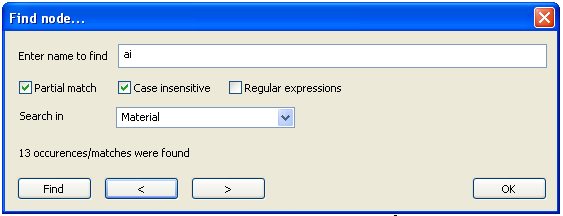 Find node...
Enter name to find ai
Partial match Case insensitive Regular expressions
Search in Material
13 occurences/matches were found
Find < > OK